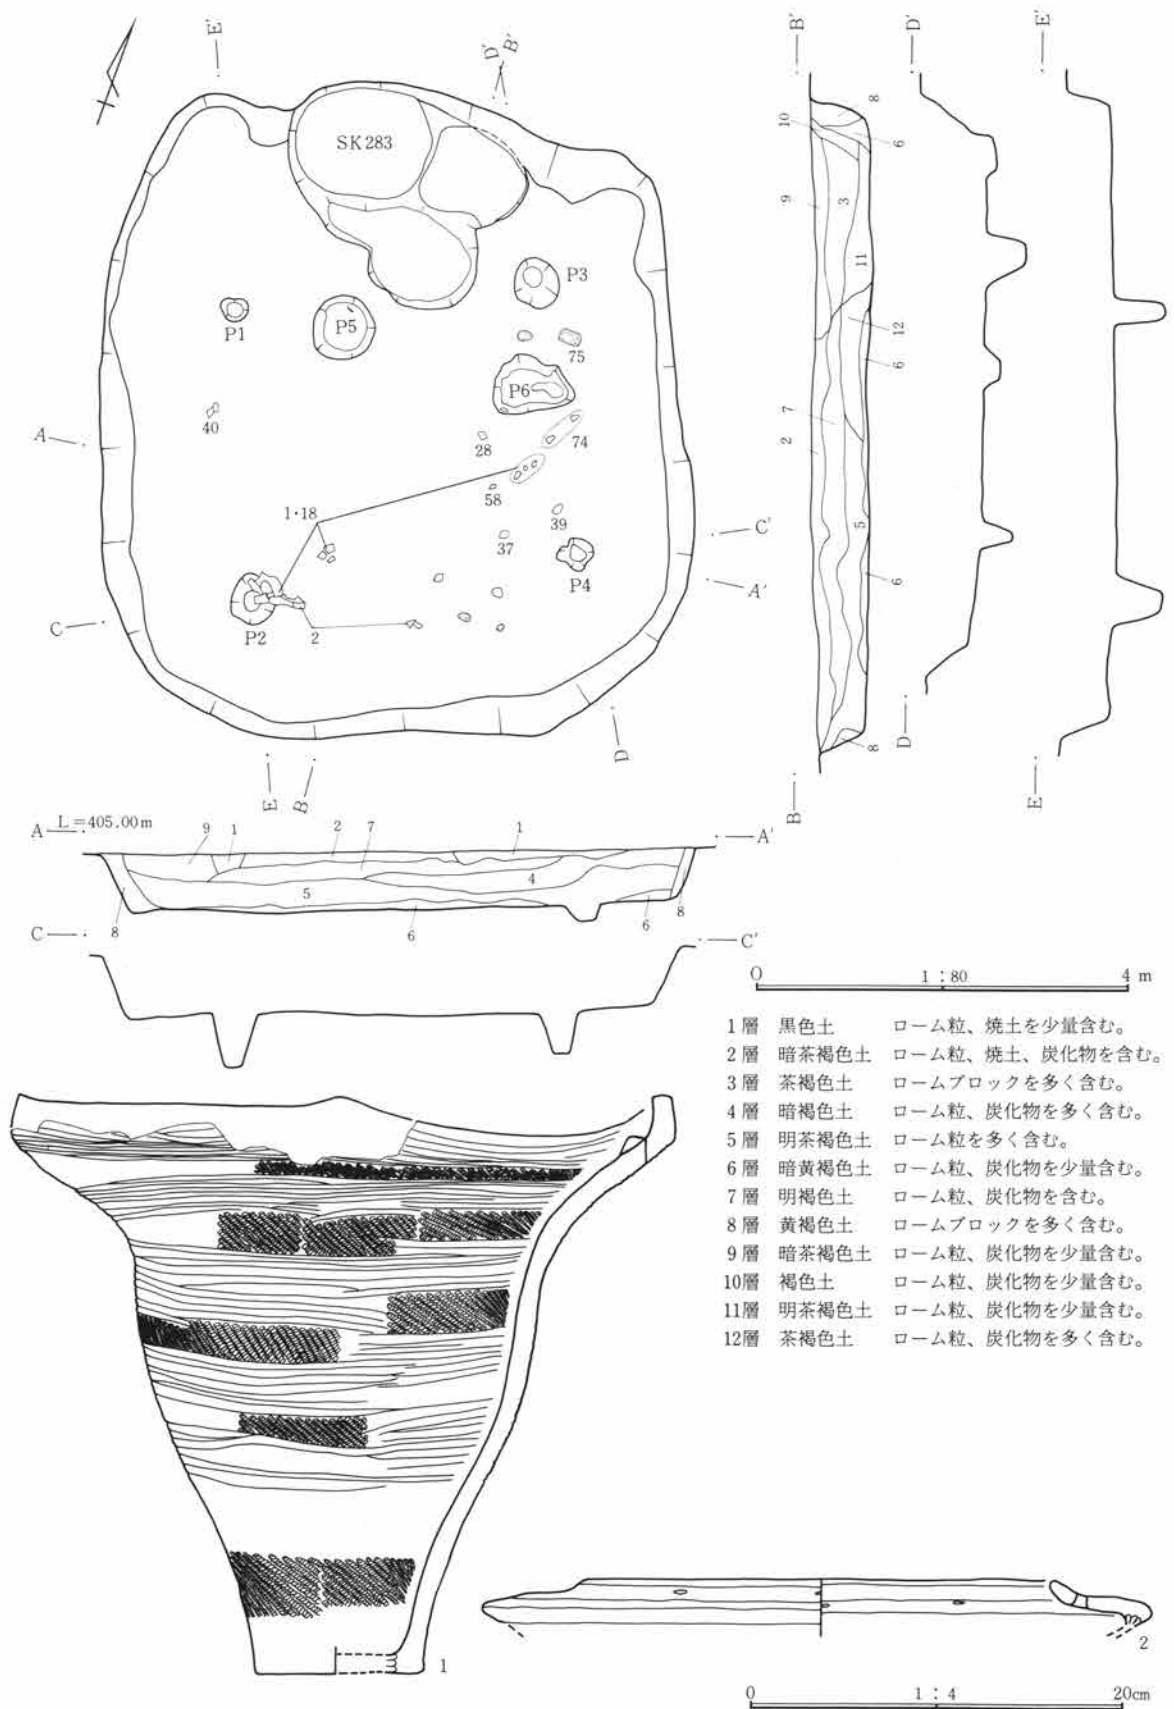 E'
D' B'
SK283
P1
P5
P3
75
P6
40
28
74
A
1・18
58
39
37
C'
P4
A'
C
P2
2
D
E
B
B'
D'
E'
8
10
6
9
3
11
12
6
7
2
5
6
8
D
B
E
A L=405.00m
9 1 2 7 1
A'
5
4
8
6
6
8
C
C'
0 1:80 4m
1層 黒色土 ローム粒、焼土を少量含む。
2層 暗茶褐色土 ローム粒、焼土、炭化物を含む。
3層 茶褐色土 ロームブロックを多く含む。
4層 暗褐色土 ローム粒、炭化物を多く含む。
5層 明茶褐色土 ローム粒を多く含む。
6層 暗黄褐色土 ローム粒、炭化物を少量含む。
7層 明褐色土 ローム粒、炭化物を含む。
8層 黄褐色土 ロームブロックを多く含む。
9層 暗茶褐色土 ローム粒、炭化物を少量含む。
10層 褐色土 ローム粒、炭化物を少量含む。
11層 明茶褐色土 ローム粒、炭化物を少量含む。
12層 茶褐色土 ローム粒、炭化物を多く含む。
1
2
0 1:4 20cm